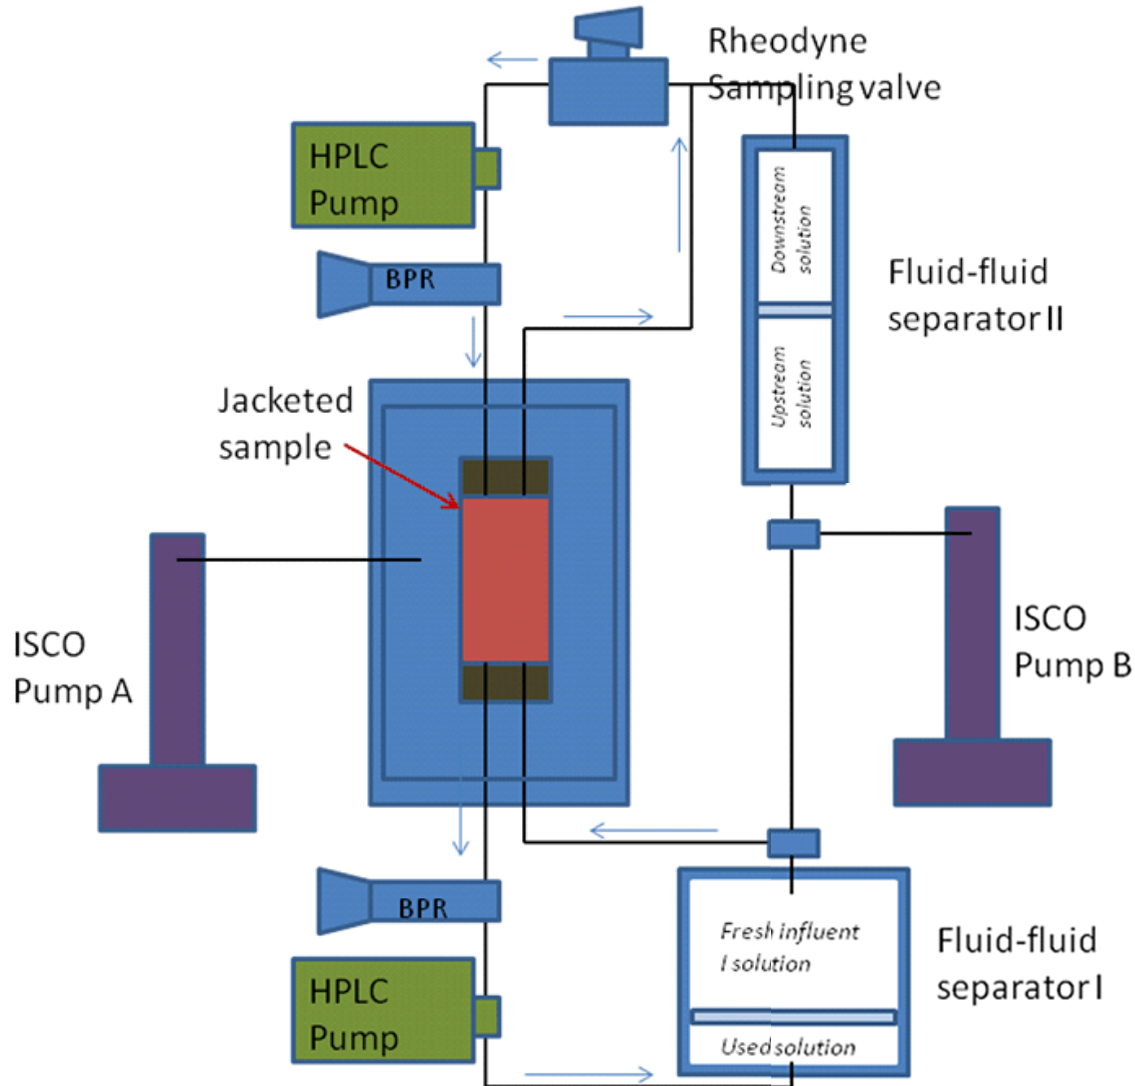 Rheodyne
Sampling valve
HPLC
Pump
BPR
Downstream
solution
Upstream
solution
Fluid-fluid
separator II
Jacketed
sample
ISCO
Pump A
ISCO
Pump B
BPR
HPLC
Pump
Fresh influent
I solution
Used solution
Fluid-fluid
separator I